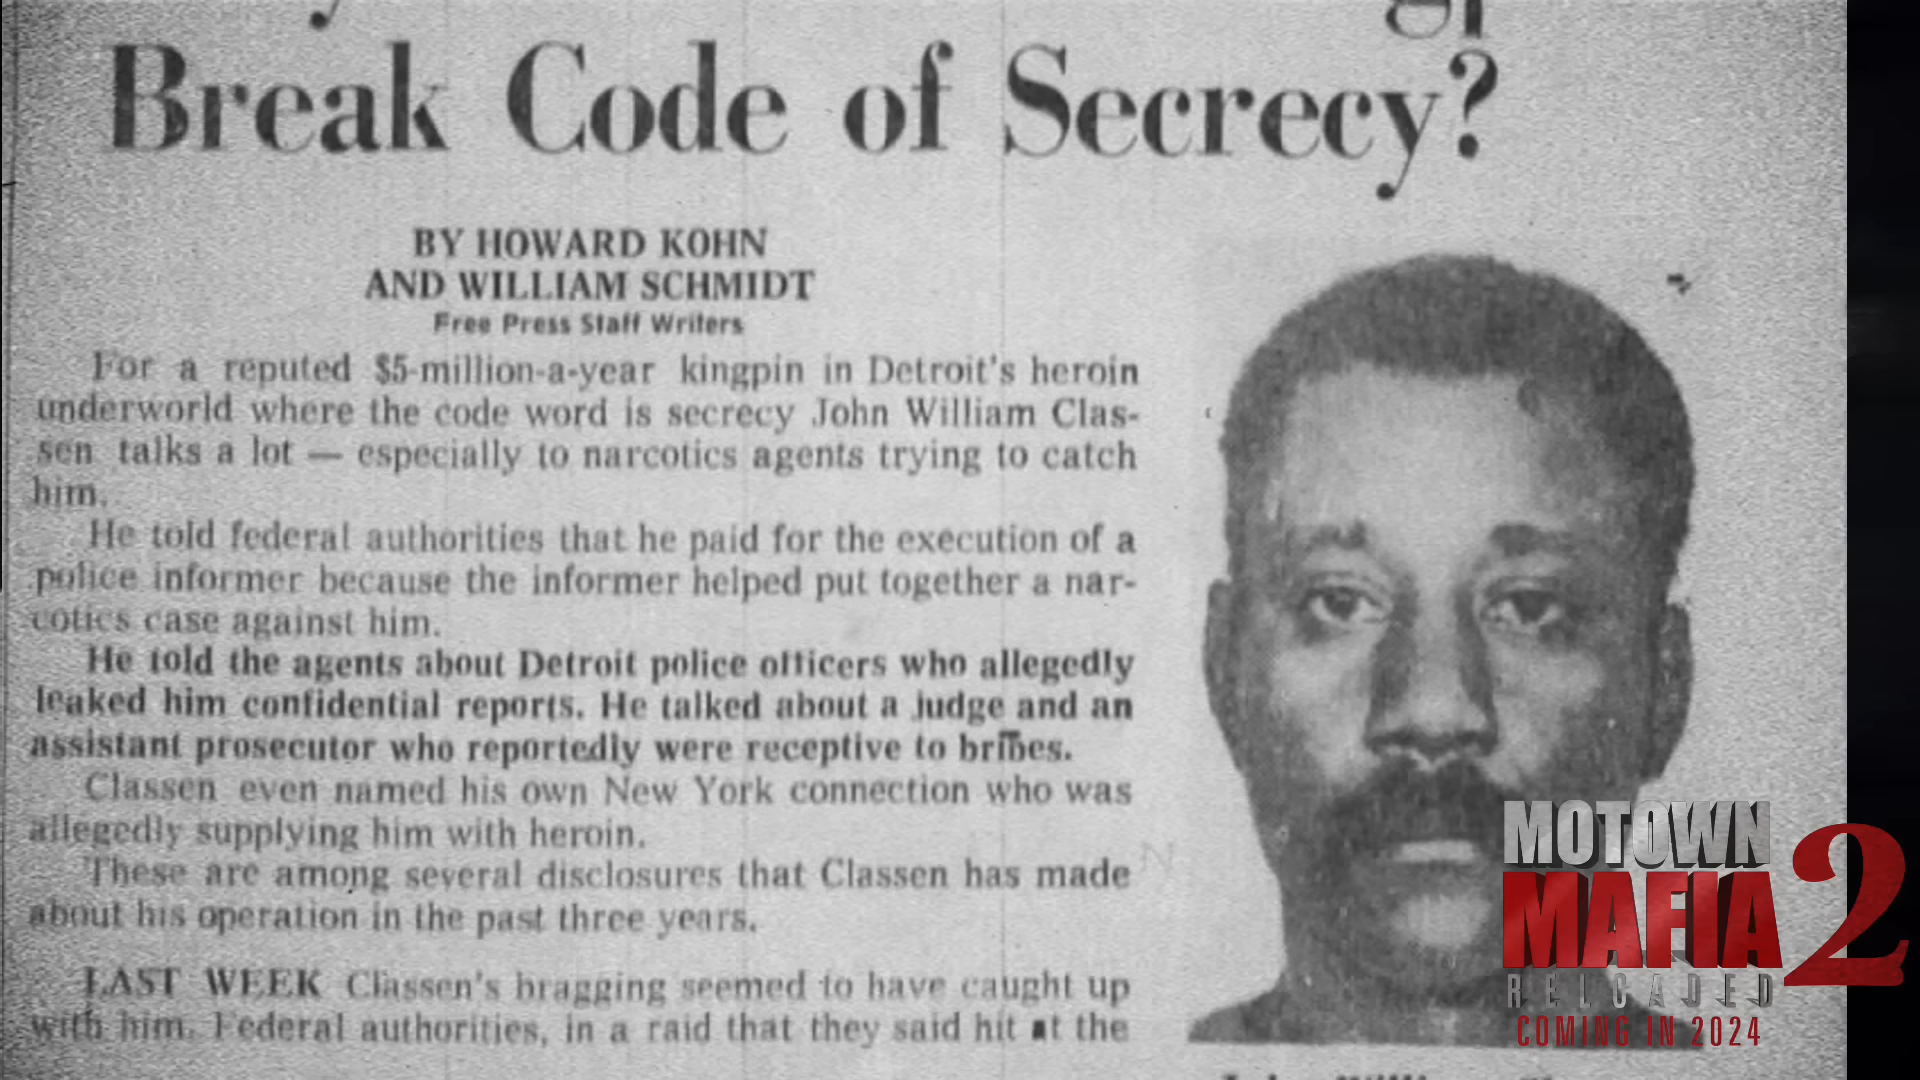 Break Code of Secrecy?
BY HOWARD KOHN
AND WILLIAM SCHMIDT
Free Press Staff Writers
For a reputed $5-million-a-year kingpin in Detroit's heroin
underworld where the code word is secrecy John William Clas-
sen talks a lot — especially to narcotics agents trying to catch
him.
He told federal authorities that he paid for the execution of a
police informer because the informer helped put together a nar-
cotics case against him.
He told the agents about Detroit police officers who allegedly
leaked him confidential reports. He talked about a judge and an
assistant prosecutor who reportedly were receptive to bribes.
Classen even named his own New York connection who was
allegedly supplying him with heroin.
These are among several disclosures that Classen has made
about his operation in the past three years.
LAST WEEK Classen's bragging seemed to have caught up
with him. Federal authorities, in a raid that they said hit at the
MOTOWN
MAFIA 2
RELOADED
COMING IN 2024